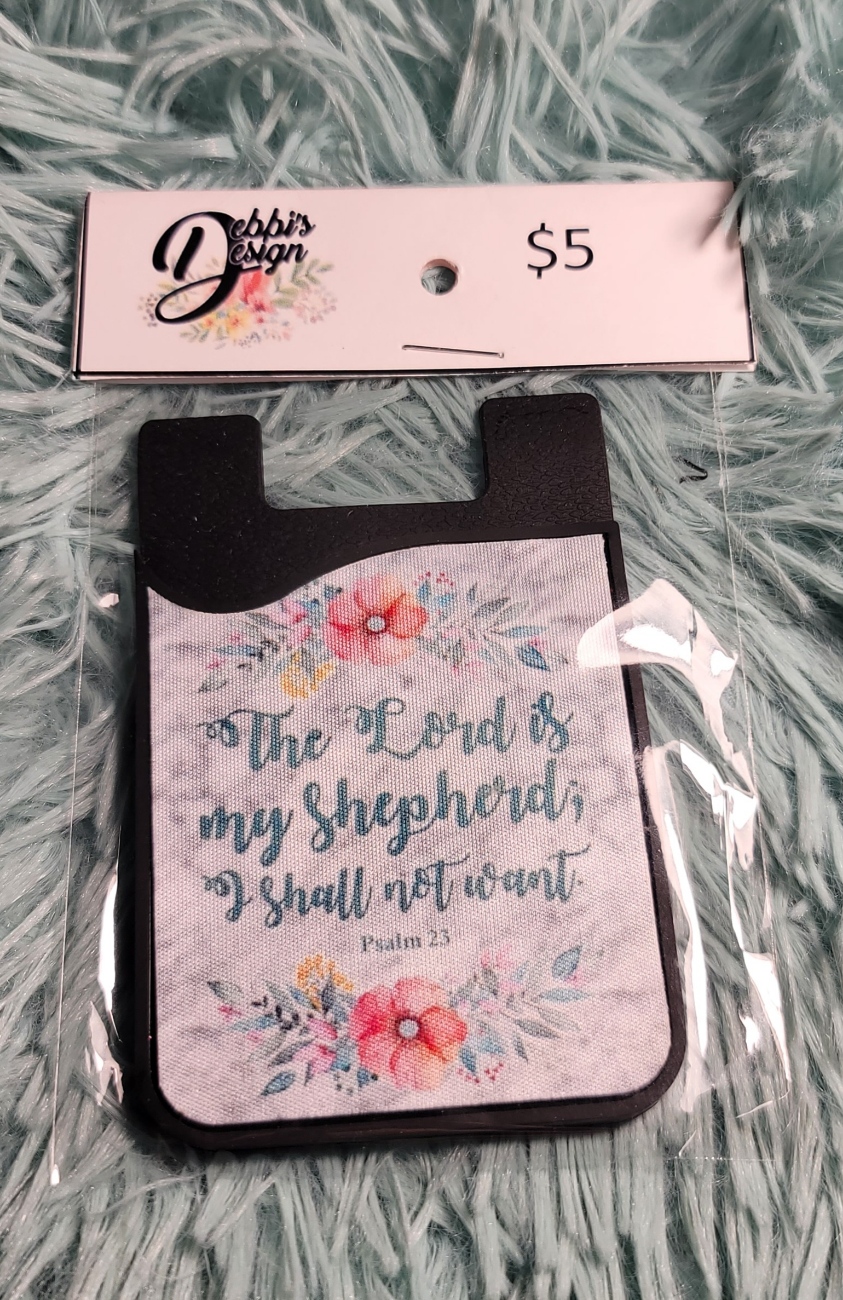 Debbi's
Design
$5
The Lord is
my Shepherd;
I shall not want.
Psalm 23